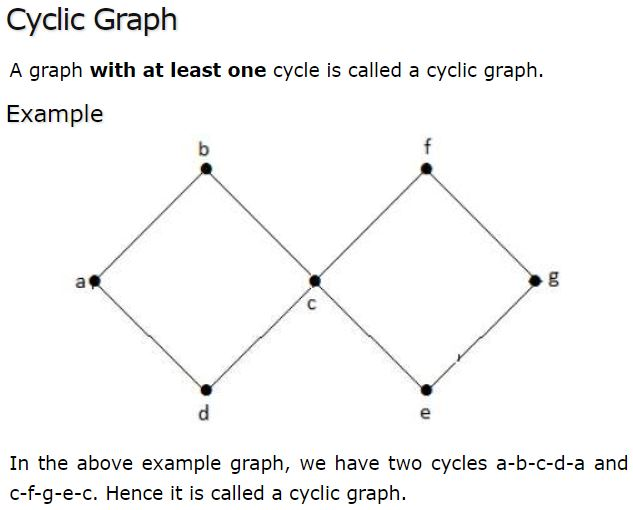 Cyclic Graph
A graph with at least one cycle is called a cyclic graph.
Example
b
f
a
g
c
d
e
In the above example graph, we have two cycles a-b-c-d-a and
c-f-g-e-c. Hence it is called a cyclic graph.